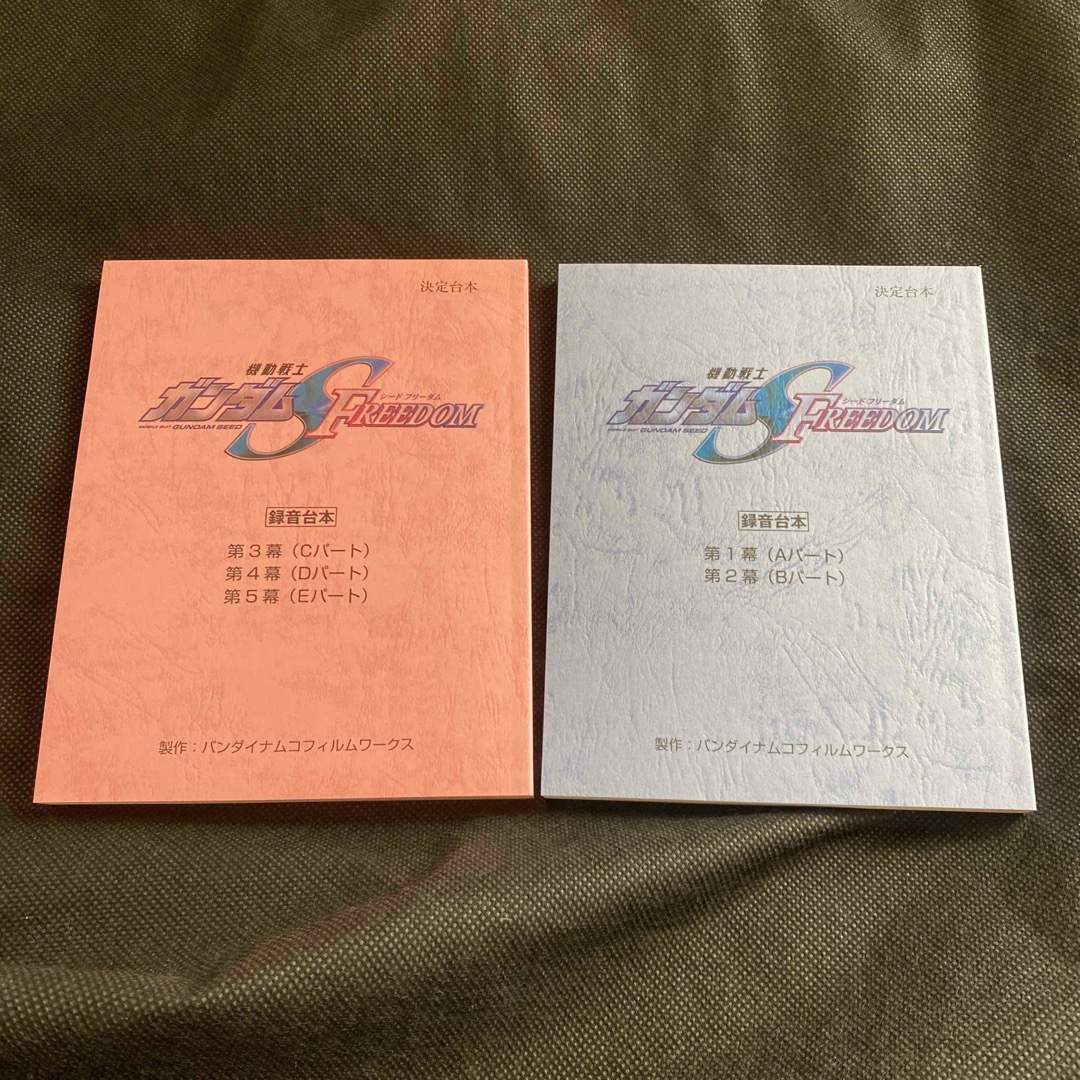 決定台本
機動戦士
ガンダム
シード フリーダム
SFREEDOM
MOBILE SUIT GUNDAM SEED
録音台本
第3幕(Cパート)
第4幕(Dパート)
第5幕(Eパート)
製作:バンダイナムコフィルムワークス
決定台本
機動戦士
ガンダム
シード フリーダム
SFREEDOM
MOBILE SUIT GUNDAM SEED
録音台本
第1幕(Aパート)
第2幕(Bパート)
製作:バンダイナムコフィルムワークス